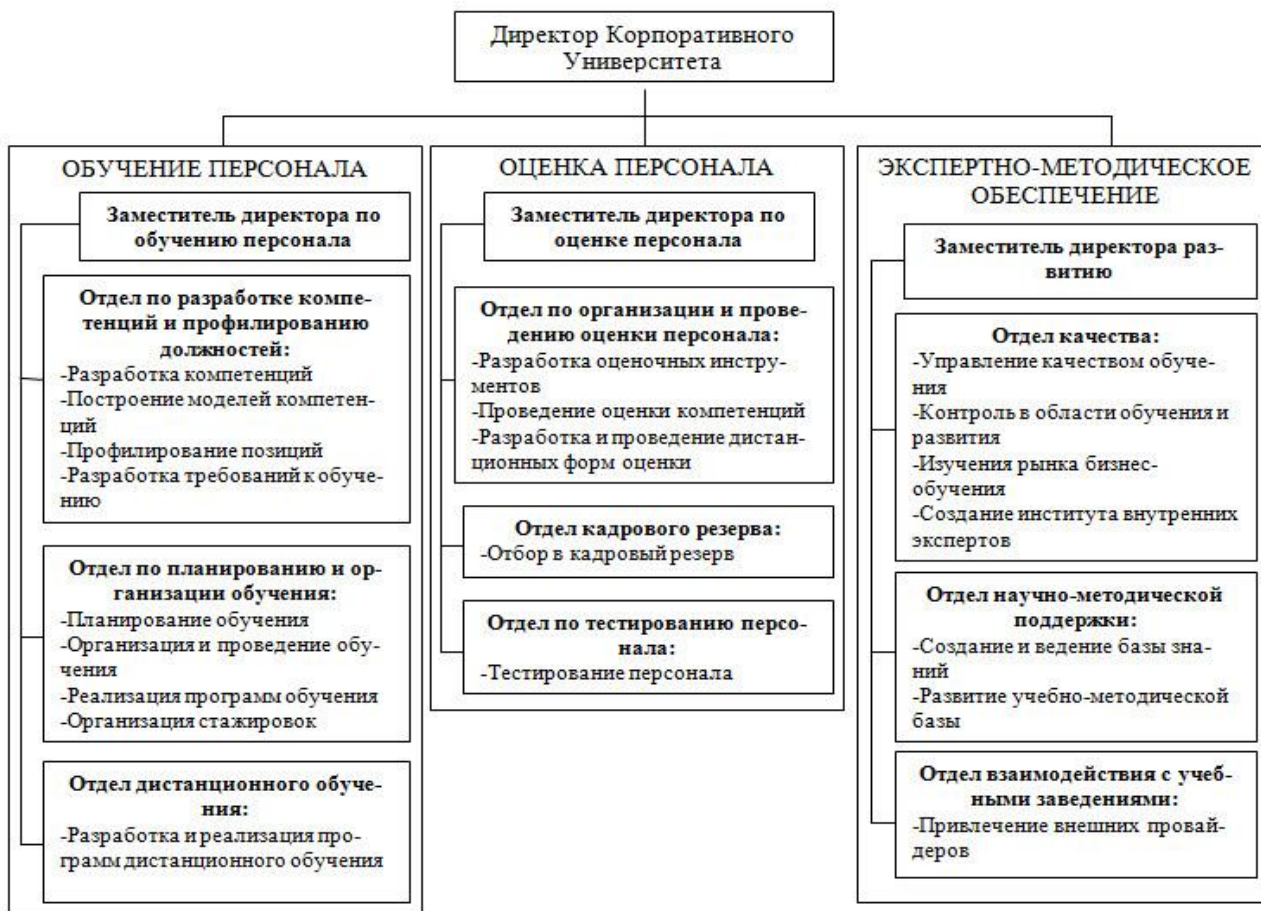 Директор Корпоративного
Университета
ОБУЧЕНИЕ ПЕРСОНАЛА
Заместитель директора по
обучению персонала
Отдел по разработке компе-
тенций и профилированию
должностей:
-Разработка компетенций
-Построение моделей компетен-
ций
-Профилирование позиций
-Разработка требований к обуче-
нию
Отдел по планированию и ор-
ганизации обучения:
-Планирование обучения
-Организация и проведение обу-
чения
-Реализация программ обучения
-Организация стажировок
Отдел дистанционного обуче-
ния:
-Разработка и реализация про-
грамм дистанционного обучения
ОЦЕНКА ПЕРСОНАЛА
Заместитель директора по
оценке персонала
Отдел по организации и прове-
дению оценки персонала:
-Разработка оценочных инстру-
ментов
-Проведение оценки компетенций
-Разработка и проведение дистан-
ционных форм оценки
Отдел кадрового резерва:
-Отбор в кадровый резерв
Отдел по тестированию персо-
нала:
-Тестирование персонала
ЭКСПЕРТНО-МЕТОДИЧЕСКОЕ
ОБЕСПЕЧЕНИЕ
Заместитель директора раз-
витию
Отдел качества:
-Управление качеством обуче-
ния
-Контроль в области обучения и
развития
-Изучения рынка бизнес-
обучения
-Создание института внутренних
экспертов
Отдел научно-методической
поддержки:
-Создание и ведение базы зна-
ний
-Развитие учебно-методической
базы
Отдел взаимодействия с учеб-
ными заведениями:
-Привлечение внешних провай-
деров